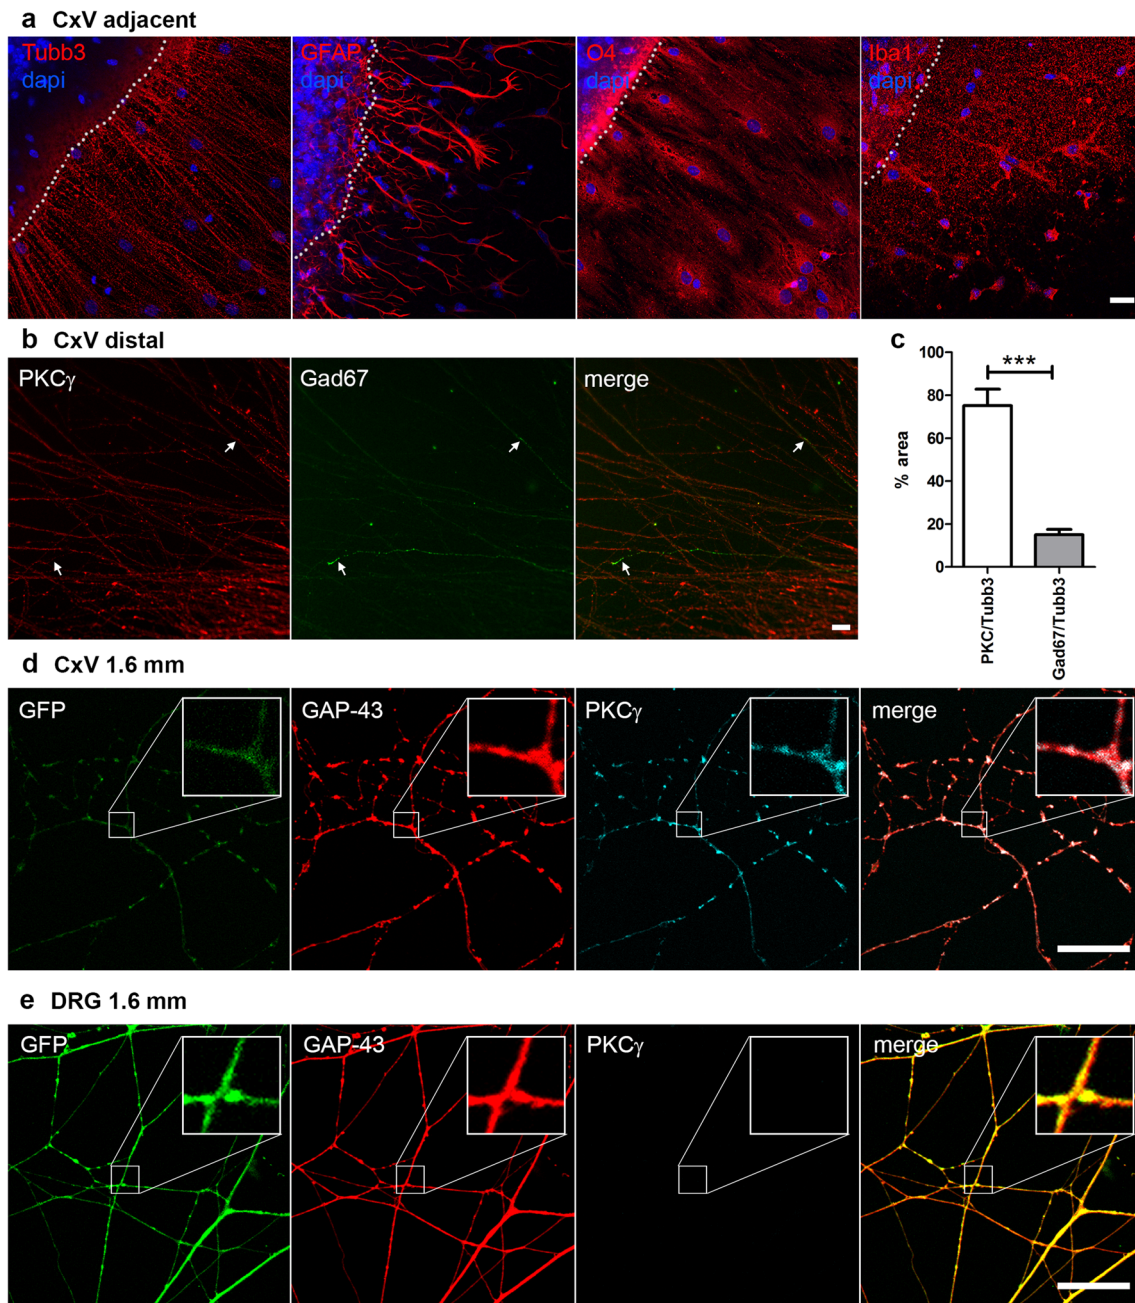 a CxV adjacent
Tubb3
dapi
GFAP
dapi
O4
dapi
Iba1
dapi
b CxV distal
PKCγ
Gad67
merge
c
100
80
60
40
20
0
% area
***
PKC/Tubb3
Gad67/Tubb3
d CxV 1.6 mm
GFP
GAP-43
PKCγ
merge
e DRG 1.6 mm
GFP
GAP-43
PKCγ
merge